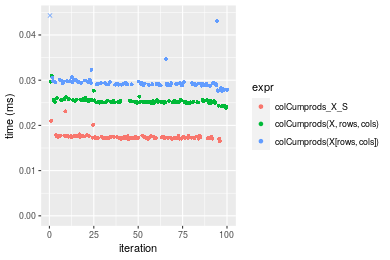 0.04
0.03
0.02
0.01
0.00
time (ms)
0
25
50
75
100
iteration
expr
colCumprods_X_S
colCumprods(X, rows, cols)
colCumprods(X[rows, cols])